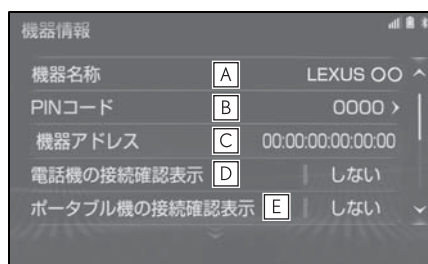 機器情報
機器名称 A LEXUS OO
PINコード B 0000 >
機器アドレス C 00:00:00:00:00:00
電話機の接続確認表示 D しない
ポータブル機の接続確認表示 E しない